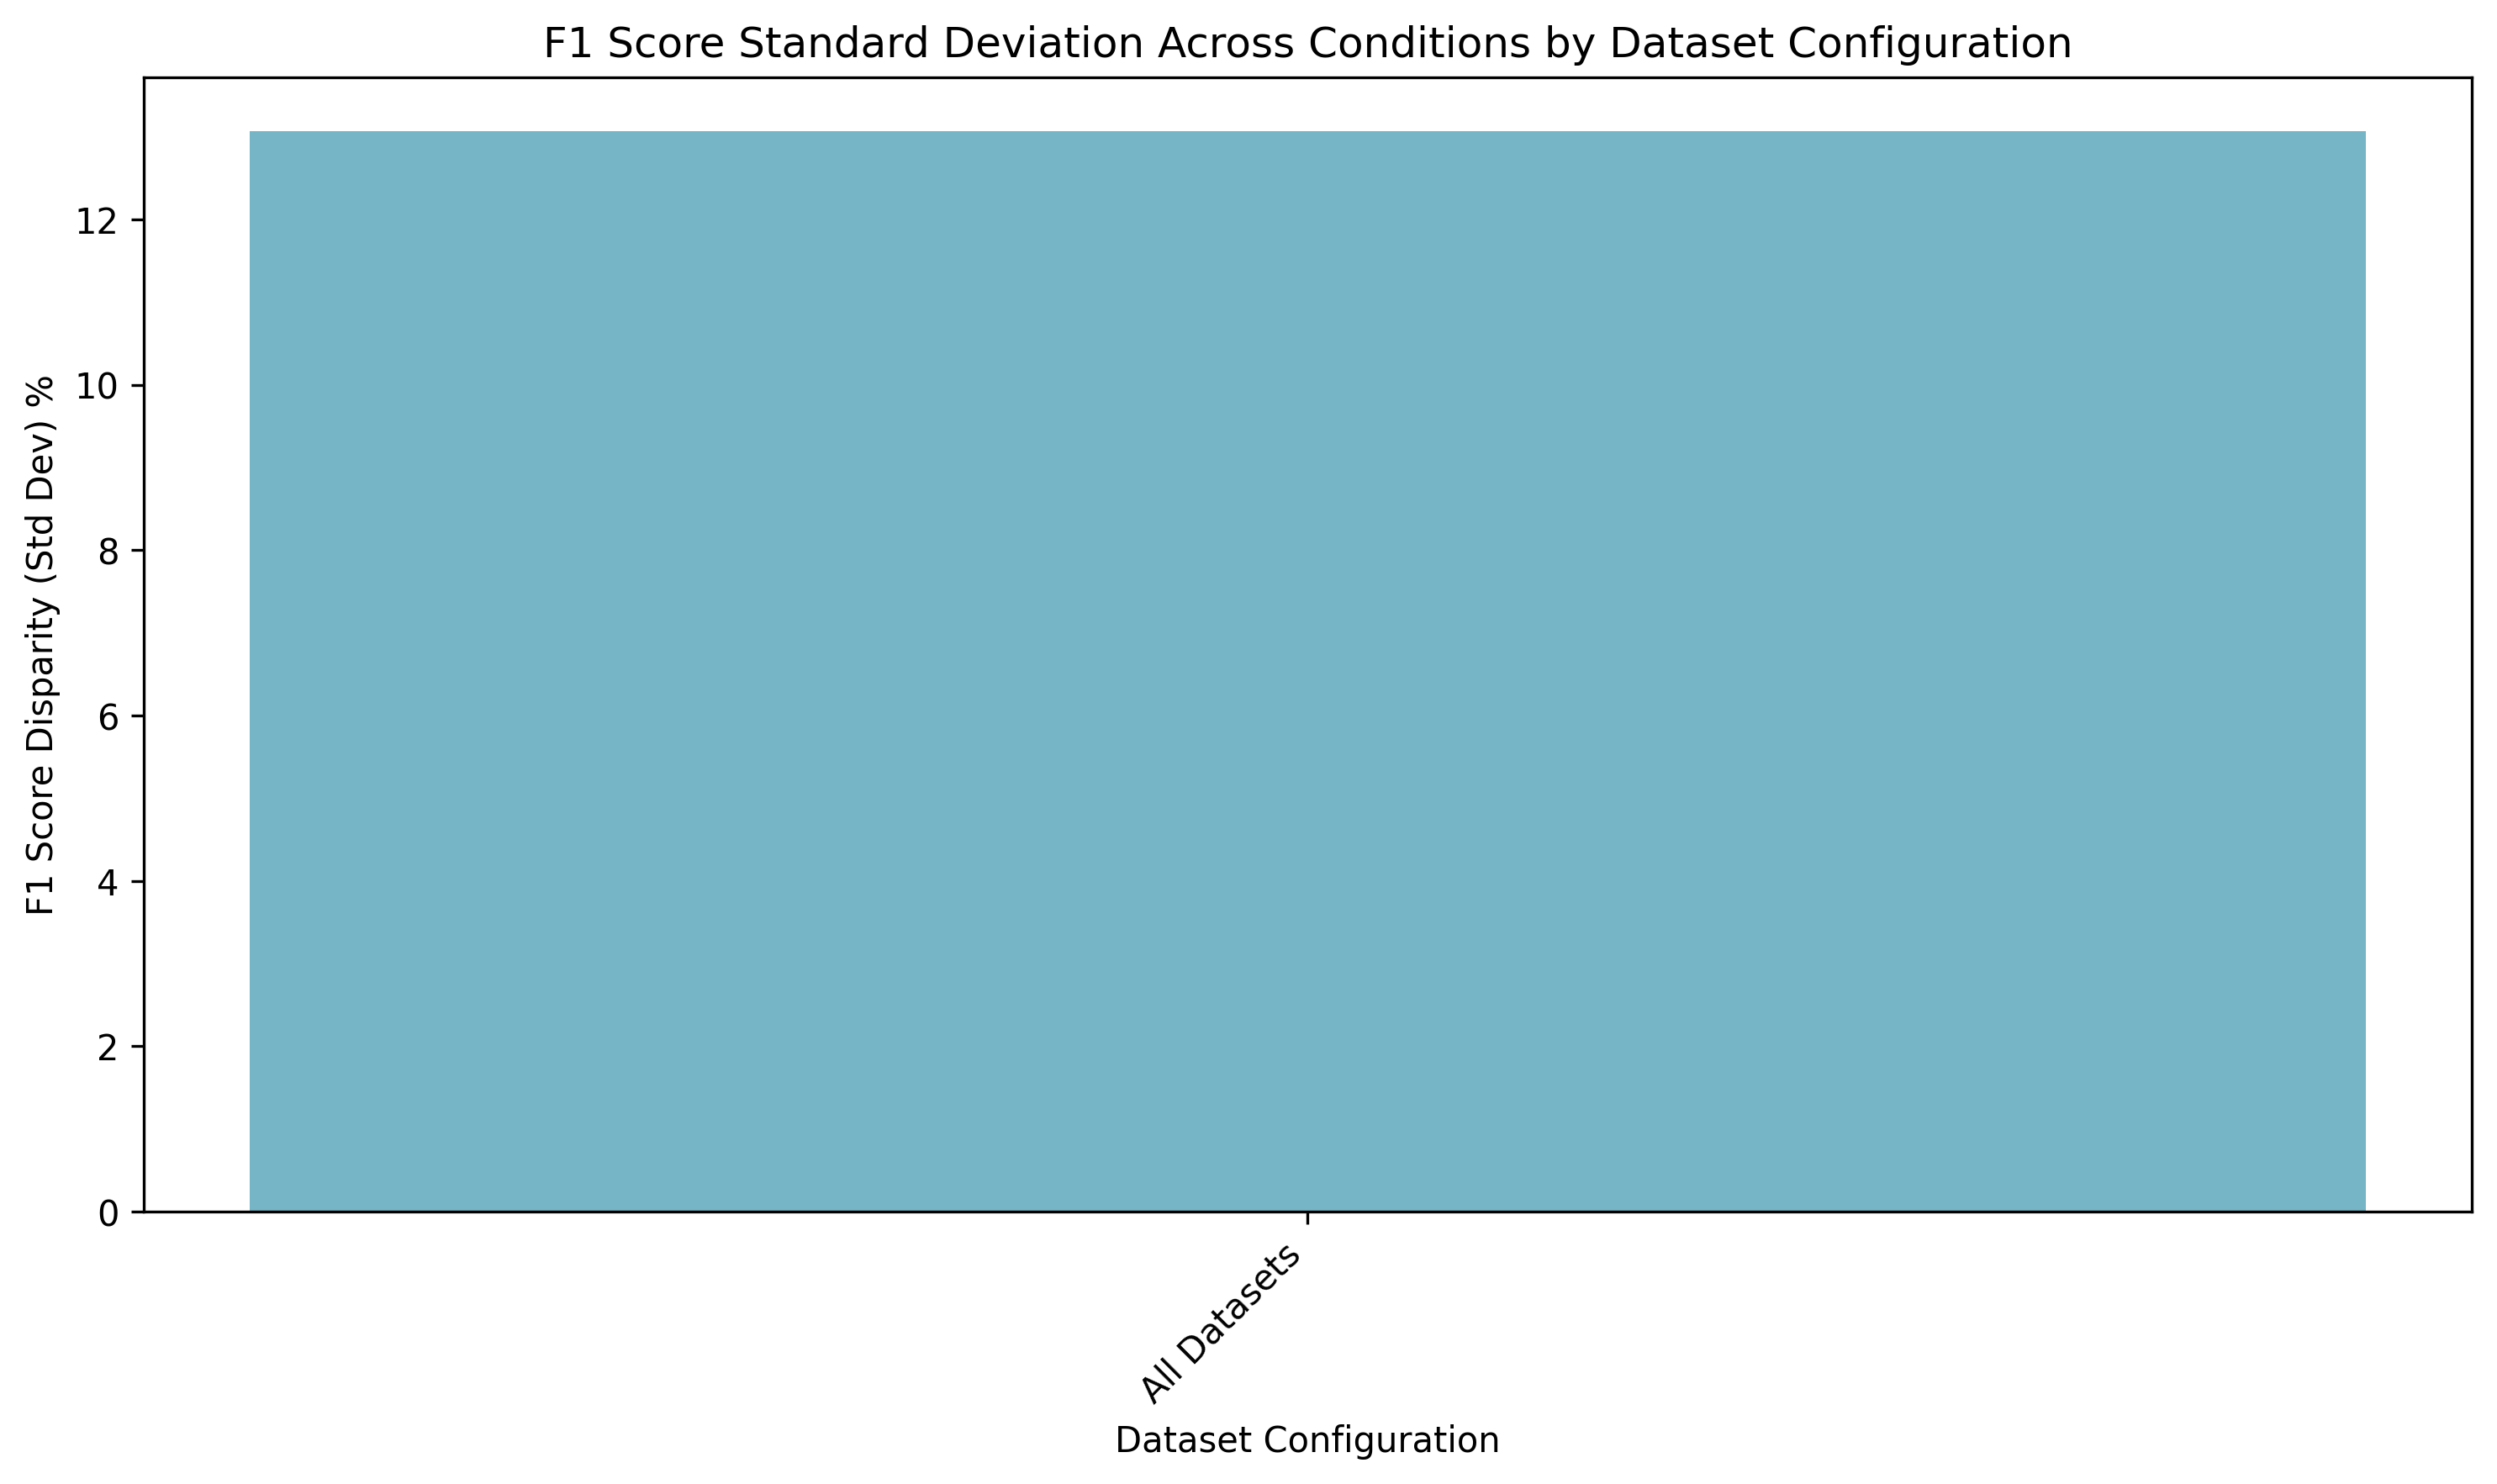 F1 Score Standard Deviation Across Conditions by Dataset Configuration
F1 Score Disparity (Std Dev) %
12
10
8
6
4
2
0
All Datasets
Dataset Configuration